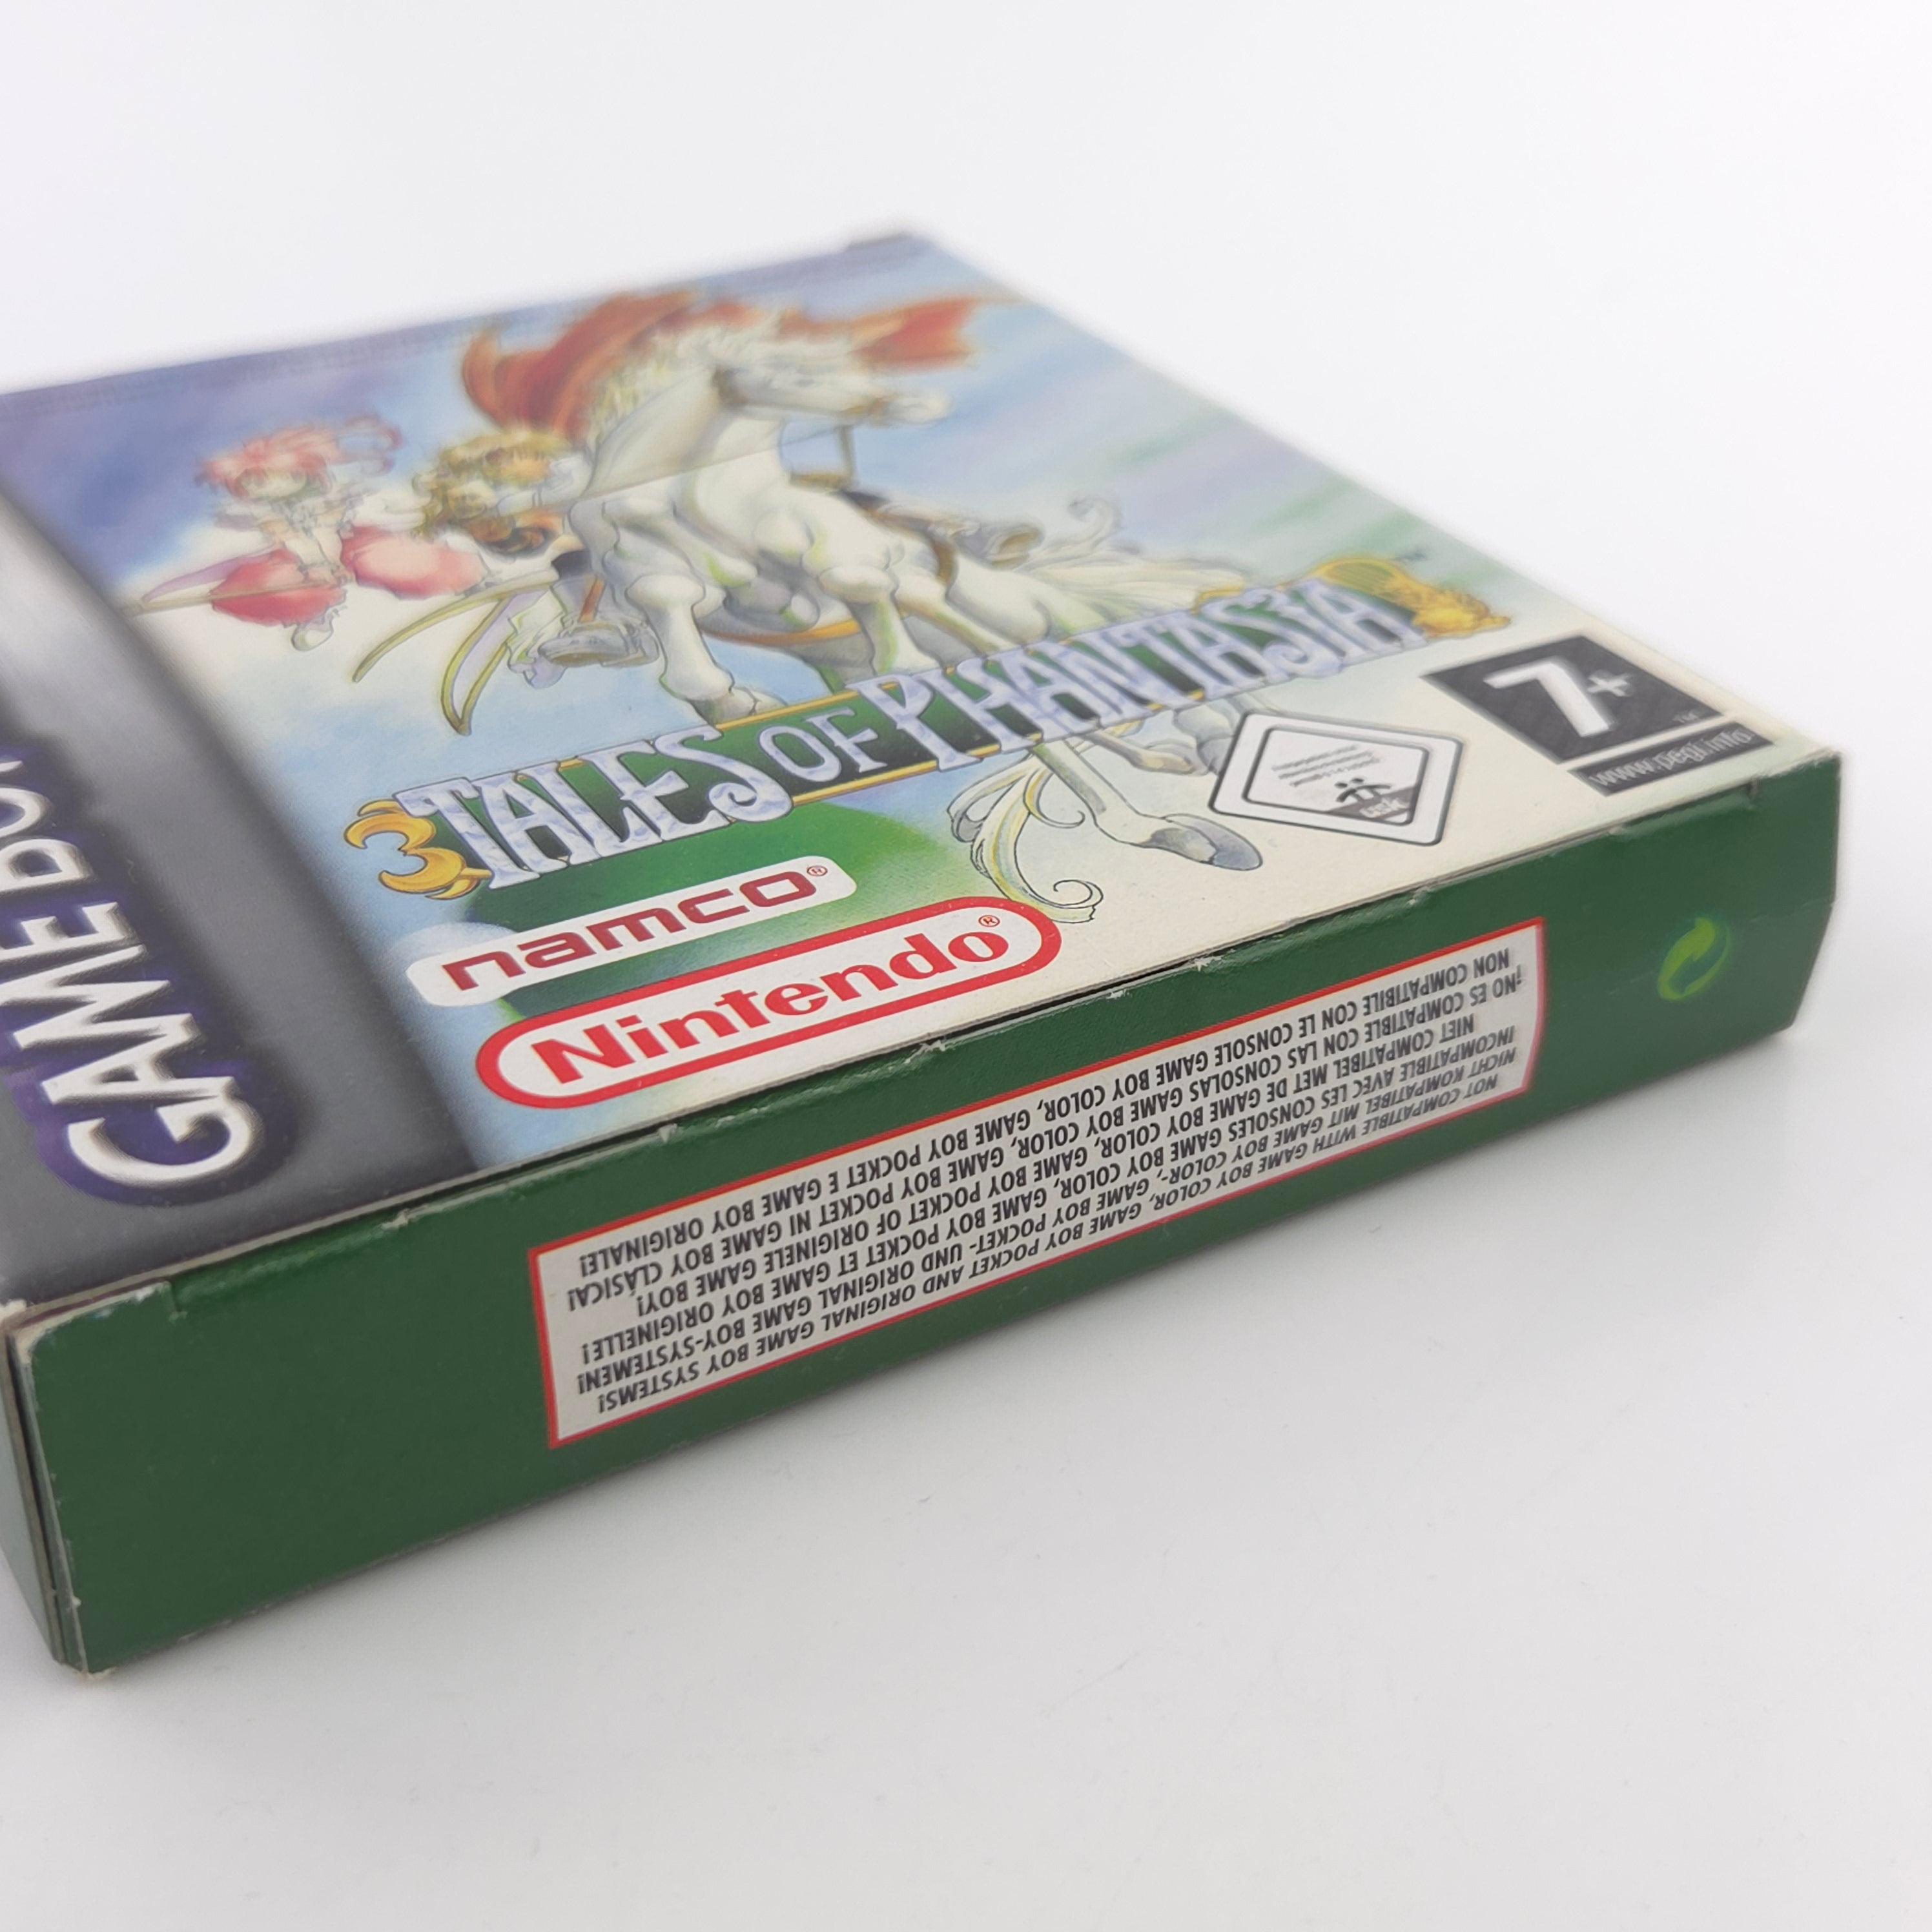 GAME BOY
TALES OF PHANTASIA
namco®
Nintendo®
7+
TM
www.pegi.info
NOT COMPATIBLE WITH GAME BOY COLOR, GAME BOY POCKET AND ORIGINAL GAME BOY SYSTEMS!
NICHT KOMPATIBEL MIT GAME BOY COLOR-, GAME BOY POCKET- UND ORIGINAL GAME BOY-SYSTEMEN!
INCOMPATIBLE AVEC LES CONSOLES GAME BOY COLOR, GAME BOY POCKET ET GAME BOY ORIGINELLE!
NIET COMPATIBEL MET DE GAME BOY COLOR, GAME BOY POCKET OF ORIGINELE GAME BOY!
¡NO ES COMPATIBLE CON LAS CONSOLAS GAME BOY COLOR, GAME BOY POCKET NI GAME BOY CLÁSICA!
NON COMPATIBILE CON LE CONSOLE GAME BOY COLOR, GAME BOY POCKET E GAME BOY ORIGINALE!